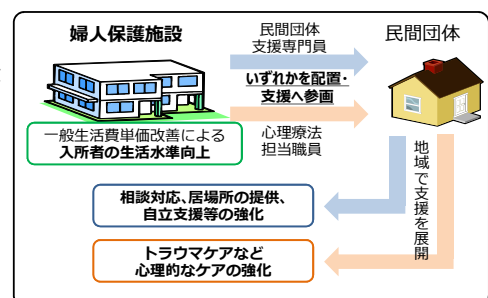 婦人保護施設
民間団体
支援専門員
いずれかを配置・
支援へ参画
心理療法
担当職員
民間団体
一般生活費単価改善による
入所者の生活水準向上
地域で支援を展開
相談対応、居場所の提供、
自立支援等の強化
トラウマケアなど
心理的なケアの強化